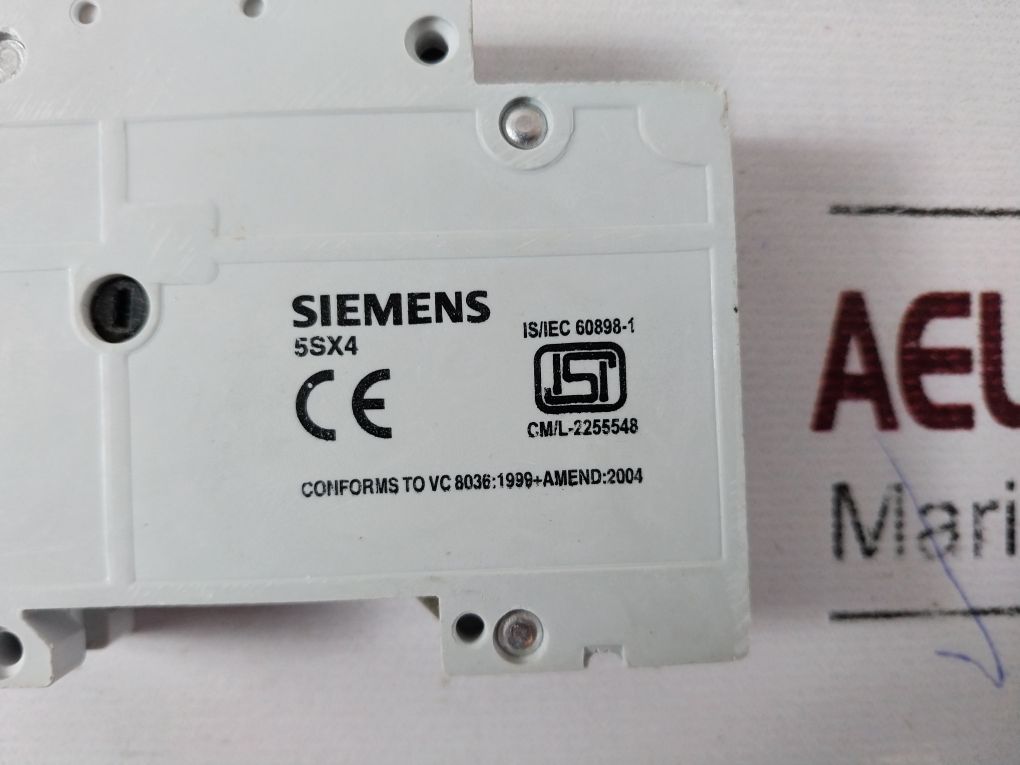 SIEMENS
5SX4
CE
IS/IEC 60898-1
ISI
CM/L-2255548
CONFORMS TO VC 8036:1999+AMEND:2004
AEU
Mari